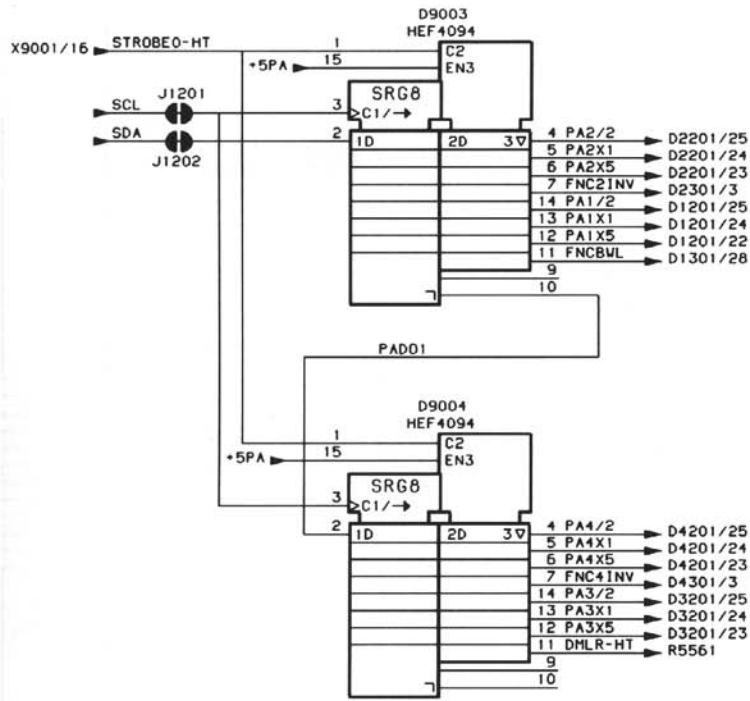 D9003
HEF4094
X9001/16 STROBE0-HT 1 C2
+5PA 15 EN3
SRG8
SCL J1201 3 C1/→
SDA 2 1D 2D 3▽ 4 PA2/2 D2201/25
J1202
5 PA2X1 D2201/24
6 PA2X5 D2201/23
7 FNC2INV D2301/3
14 PA1/2 D1201/25
13 PA1X1 D1201/24
12 PA1X5 D1201/22
11 FNCBWL D1301/28
9
10
PADO1
D9004
HEF4094
1 C2
+5PA 15 EN3
SRG8
3 C1/→
2 1D 2D 3▽ 4 PA4/2 D4201/25
5 PA4X1 D4201/24
6 PA4X5 D4201/23
7 FNC4INV D4301/3
14 PA3/2 D3201/25
13 PA3X1 D3201/24
12 PA3X5 D3201/23
11 DMLR-HT R5561
9
10